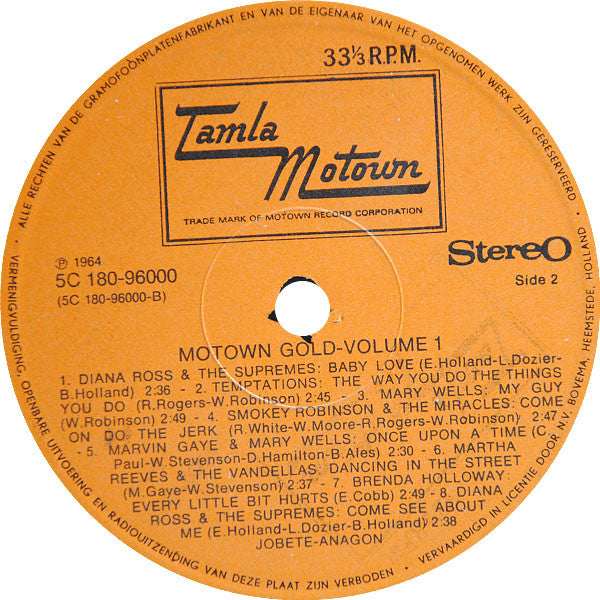 ALLE RECHTEN VAN DE GRAMOFOONPLATENFABRIKANT EN VAN DE EIGENAAR VAN HET OPGENOMEN WERK ZIJN GERESERVEERD
33⅓ R.P.M.
Tamla
Motown
TRADE MARK OF MOTOWN RECORD CORPORATION
℗ 1964
5C 180-96000
(5C 180-96000-B)
Stereo
Side 2
MOTOWN GOLD-VOLUME 1
1. DIANA ROSS & THE SUPREMES: BABY LOVE (E.Holland-L.Dozier-
B.Holland) 2:36 - 2. TEMPTATIONS: THE WAY YOU DO THE THINGS
YOU DO (R.Rogers-W.Robinson) 2:45 - 3. MARY WELLS: MY GUY
(W.Robinson) 2:49 - 4. SMOKEY ROBINSON & THE MIRACLES: COME
ON DO THE JERK (R.White-W.Moore-R.Rogers-W.Robinson) 2:47
- 5. MARVIN GAYE & MARY WELLS: ONCE UPON A TIME (C.
Paul-W.Stevenson-D.Hamilton-B.Ales) 2:30 - 6. MARTHA
REEVES & THE VANDELLAS: DANCING IN THE STREET
(M.Gaye-W.Stevenson) 2:37 - 7. BRENDA HOLLOWAY:
EVERY LITTLE BIT HURTS (E.Cobb) 2:49 - 8. DIANA
ROSS & THE SUPREMES: COME SEE ABOUT
ME (E.Holland-L.Dozier-B.Holland) 2:38
JOBETE-ANAGON
VERMENIGVULDIGING, OPENBARE UITVOERING EN RADIOUITZENDING VAN DEZE PLAAT ZIJN VERBODEN
VERVAARDIGD IN LICENTIE DOOR N.V. BOVEMA, HEEMSTEDE, HOLLAND